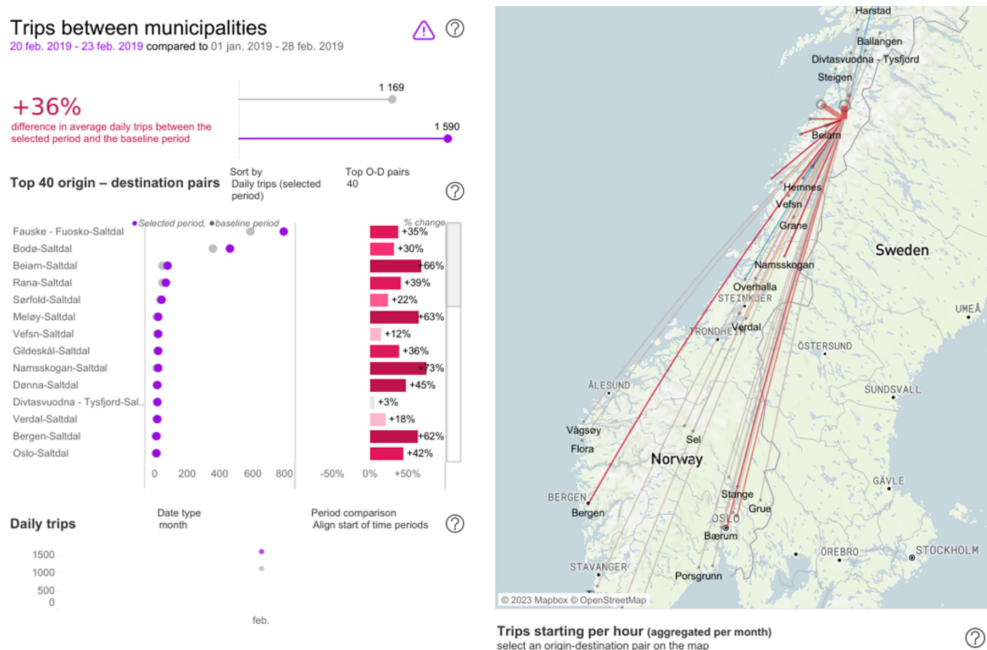 Trips between municipalities
20 feb. 2019 - 23 feb. 2019 compared to 01 jan. 2019 - 28 feb. 2019
+36%
difference in average daily trips between the
selected period and the baseline period
1 169
1 590
Top 40 origin – destination pairs
Sort by
Daily trips (selected
period)
Top O-D pairs
40
Selected period, baseline period
% change
Fauske - Fuosko-Saltdal +35%
Bodø-Saltdal +30%
Beiarn-Saltdal +66%
Rana-Saltdal +39%
Sørfold-Saltdal +22%
Meløy-Saltdal +63%
Vefsn-Saltdal +12%
Gildeskål-Saltdal +36%
Namsskogan-Saltdal +73%
Dønna-Saltdal +45%
Divtasvuodna - Tysfjord-Sal.. +3%
Verdal-Saltdal +18%
Bergen-Saltdal +62%
Oslo-Saltdal +42%
0 200 400 600 800 -50% 0% +50%
Daily trips
Date type
month
Period comparison
Align start of time periods
1500
1000
500
0
feb.
Harstad
Ballangen
Divtasvuodna - Tysfjord
Steigen
Beiarn
Hemnes
Vefsn
Grane
Sweden
Namsskogan
Overhalla
STEINKJER
UMEÅ
Verdal
TRONDHEIM
ÖSTERSUND
ÅLESUND
SUNDSVALL
Vågsøy
Flora
Sel
Norway
GÄVLE
Stange
BERGEN
Bergen
Grue
OSLO
Bærum
ÖREBRO
STOCKHOLM
STAVANGER
Porsgrunn
© 2023 Mapbox © OpenStreetMap
Trips starting per hour (aggregated per month)
select an origin-destination pair on the map